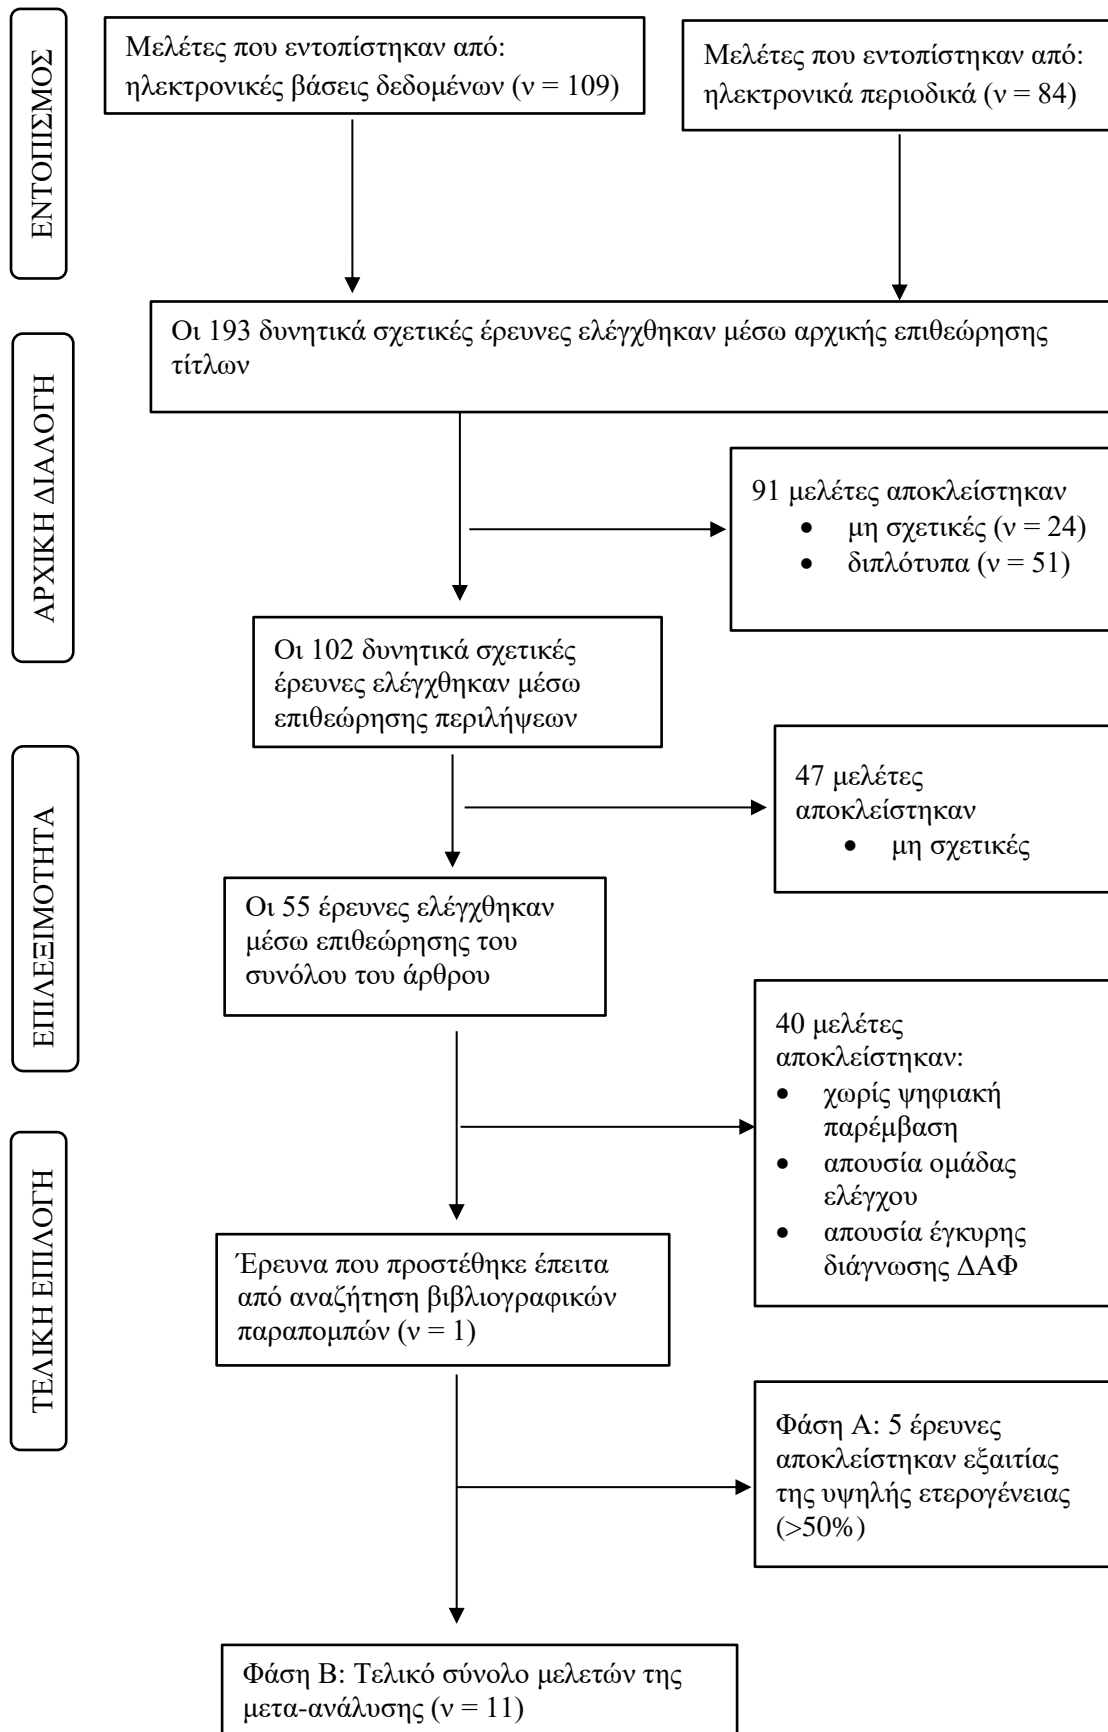 ΕΝΤΟΠΙΣΜΟΣ
Μελέτες που εντοπίστηκαν από:
ηλεκτρονικές βάσεις δεδομένων (ν = 109)
Μελέτες που εντοπίστηκαν από:
ηλεκτρονικά περιοδικά (ν = 84)
Οι 193 δυνητικά σχετικές έρευνες ελέγχθηκαν μέσω αρχικής επιθεώρησης
τίτλων
ΑΡΧΙΚΗ ΔΙΑΛΟΓΗ
91 μελέτες αποκλείστηκαν
• μη σχετικές (ν = 24)
• διπλότυπα (ν = 51)
Οι 102 δυνητικά σχετικές
έρευνες ελέγχθηκαν μέσω
επιθεώρησης περιλήψεων
ΕΠΙΛΕΞΙΜΟΤΗΤΑ
47 μελέτες
αποκλείστηκαν
• μη σχετικές
Οι 55 έρευνες ελέγχθηκαν
μέσω επιθεώρησης του
συνόλου του άρθρου
40 μελέτες
αποκλείστηκαν:
• χωρίς ψηφιακή
παρέμβαση
• απουσία ομάδας
ελέγχου
• απουσία έγκυρης
διάγνωσης ΔΑΦ
ΤΕΛΙΚΗ ΕΠΙΛΟΓΗ
Έρευνα που προστέθηκε έπειτα
από αναζήτηση βιβλιογραφικών
παραπομπών (ν = 1)
Φάση Α: 5 έρευνες
αποκλείστηκαν εξαιτίας
της υψηλής ετερογένειας
(>50%)
Φάση Β: Τελικό σύνολο μελετών της
μετα-ανάλυσης (ν = 11)